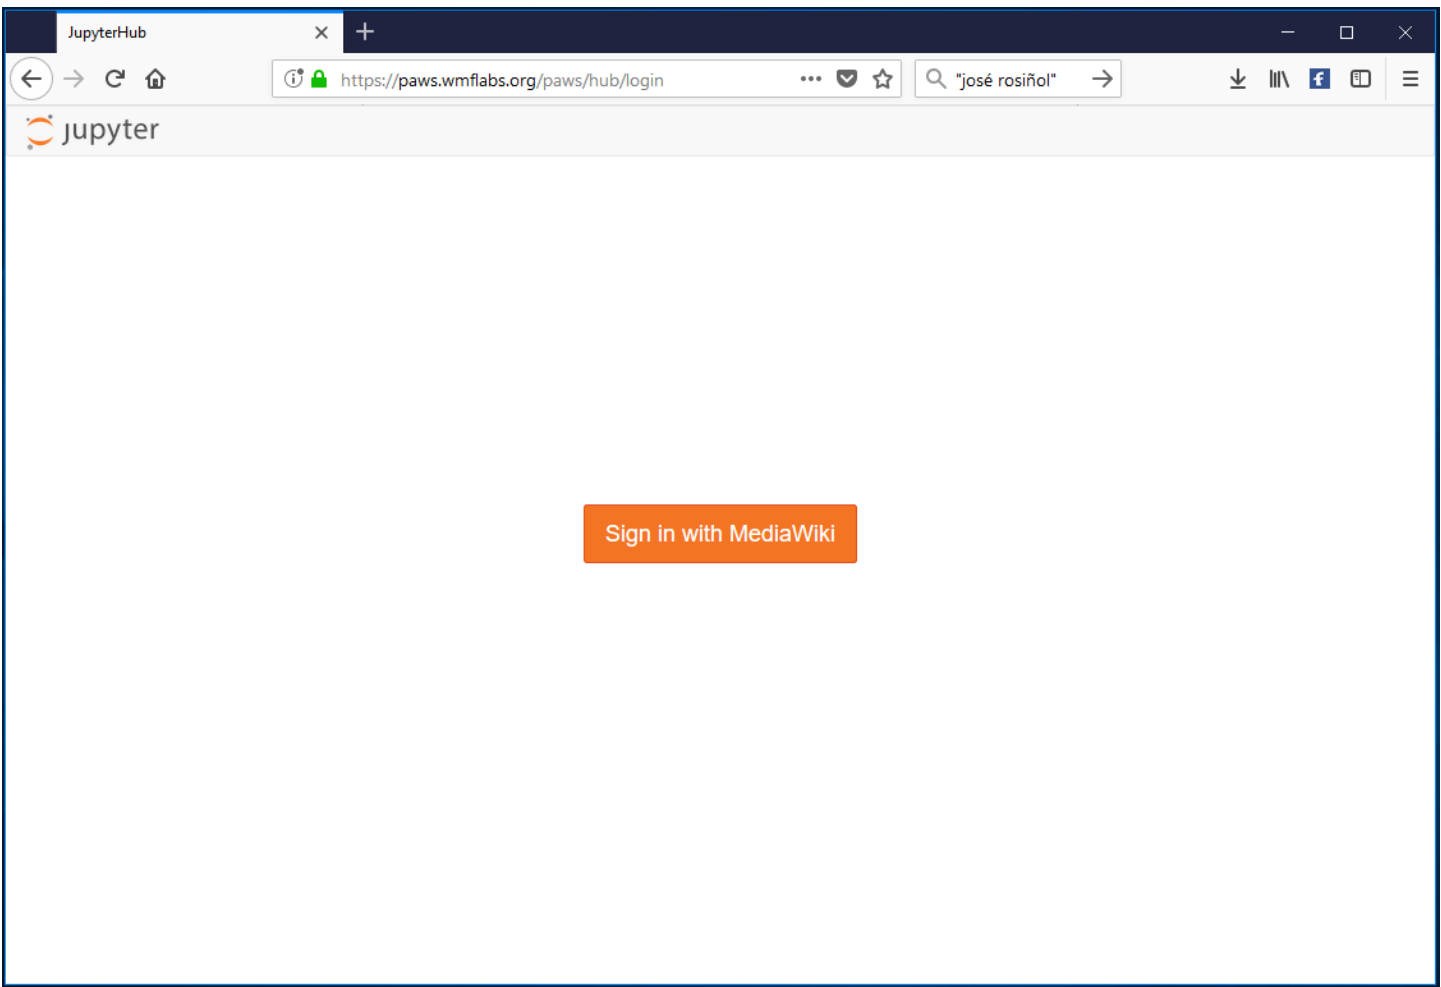 JupyterHub
https://paws.wmflabs.org/paws/hub/login
"josé rosiñol"
jupyter
Sign in with MediaWiki